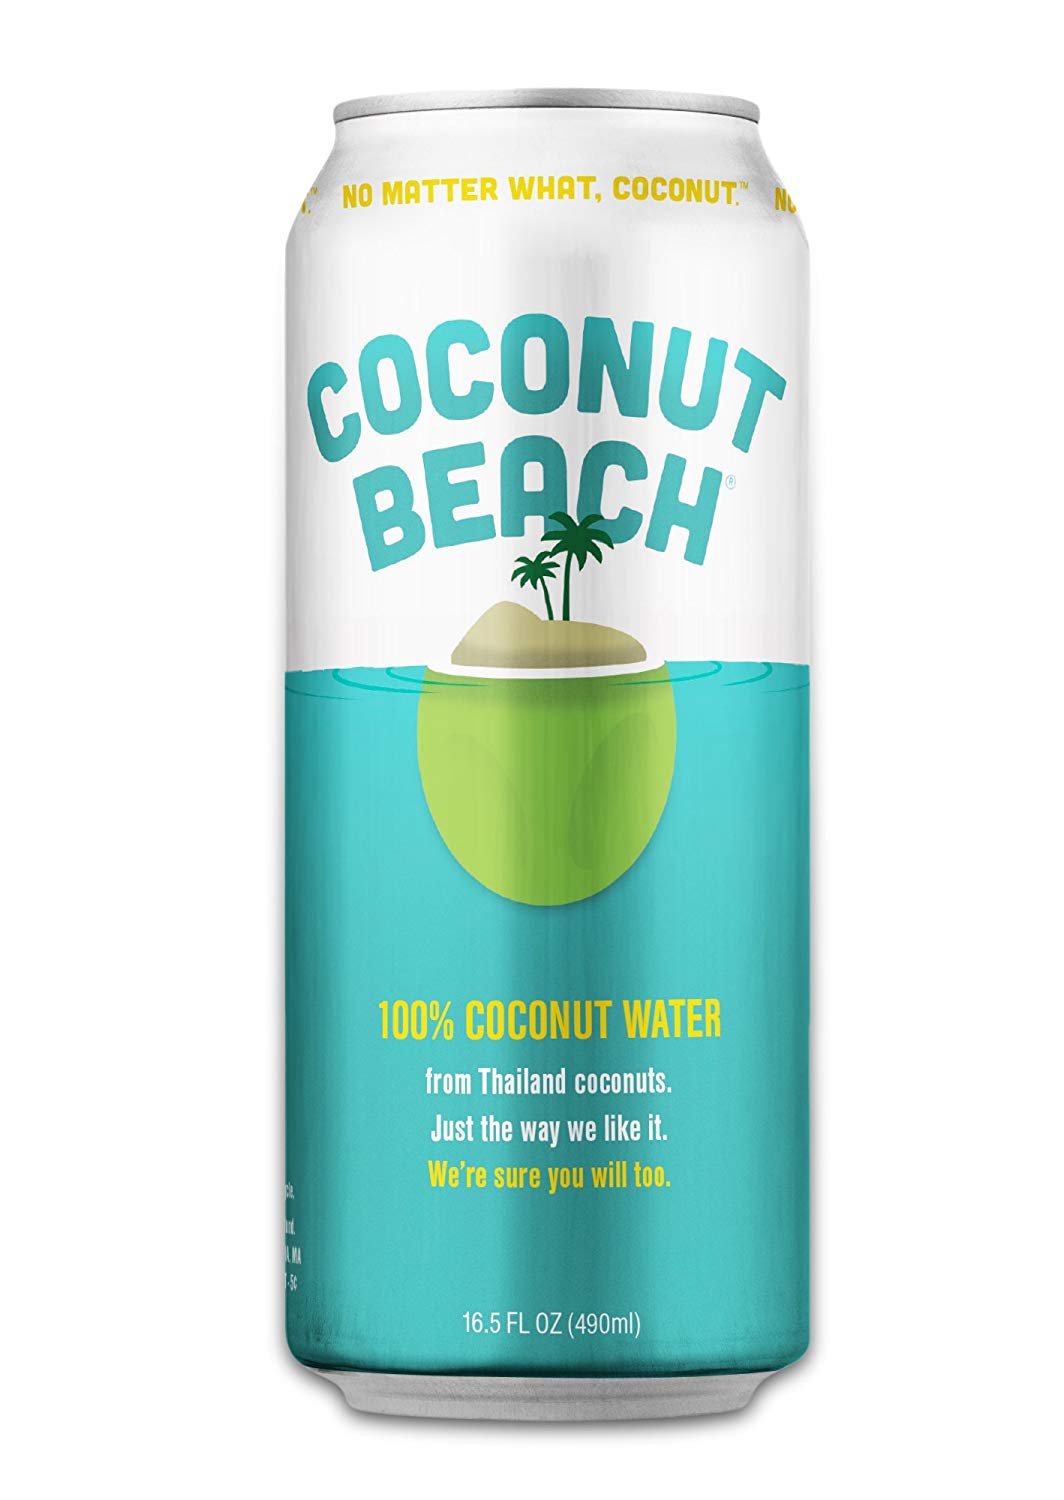 NO MATTER WHAT, COCONUT.™
COCONUT
BEACH®
100% COCONUT WATER
from Thailand coconuts.
Just the way we like it.
We're sure you will too.
MA
16.5 FL OZ (490ml)